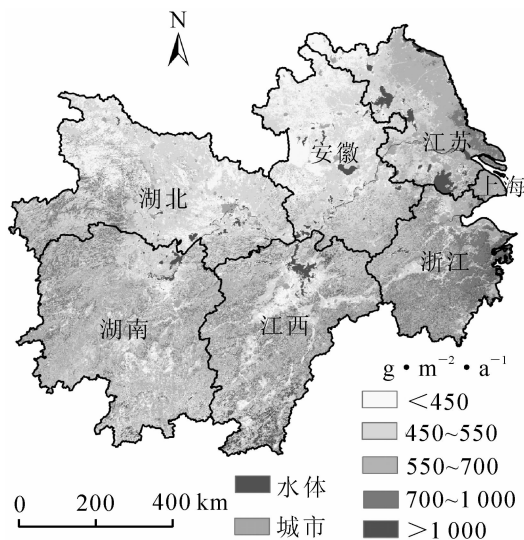 N
江苏
安徽
上海
湖北
浙江
湖南
江西
g·m⁻²·a⁻¹
<450
450~550
550~700
700~1 000
>1 000
水体
城市
0 200 400 km